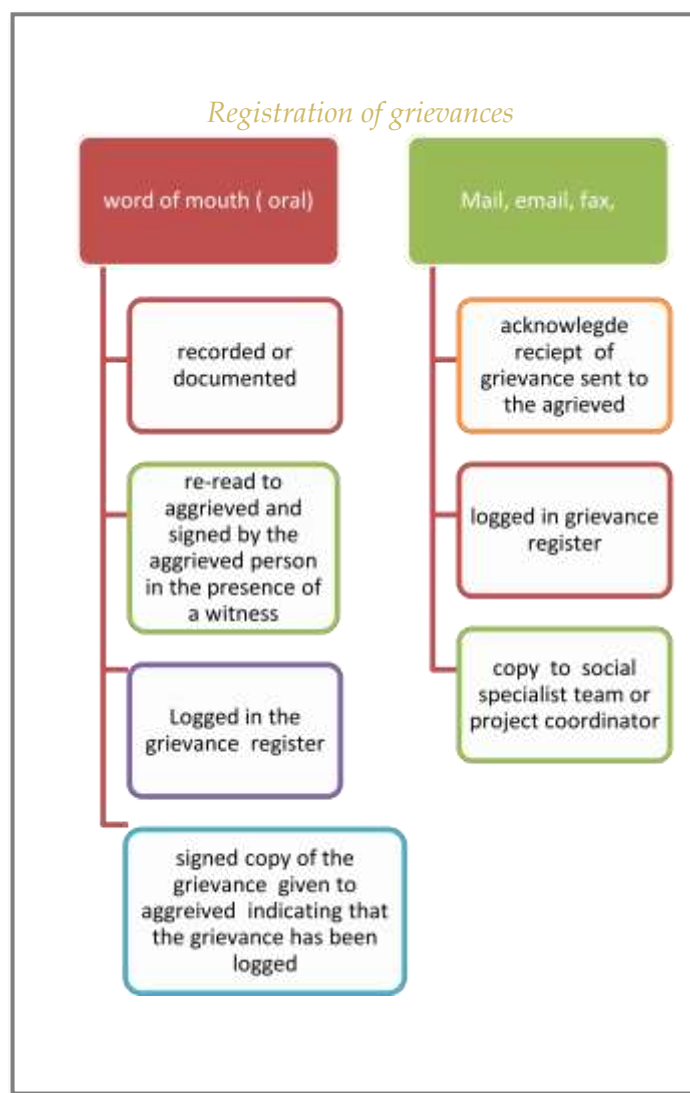 Registration of grievances
word of mouth ( oral)
recorded or
documented
re-read to
aggrieved and
signed by the
aggrieved person
in the presence of
a witness
Logged in the
grievance register
signed copy of the
grievance given to
aggreived indicating that
the grievance has been
logged
Mail, email, fax,
acknowlegde
reciept of
grievance sent to
the agrieved
logged in grievance
register
copy to social
specialist team or
project coordinator